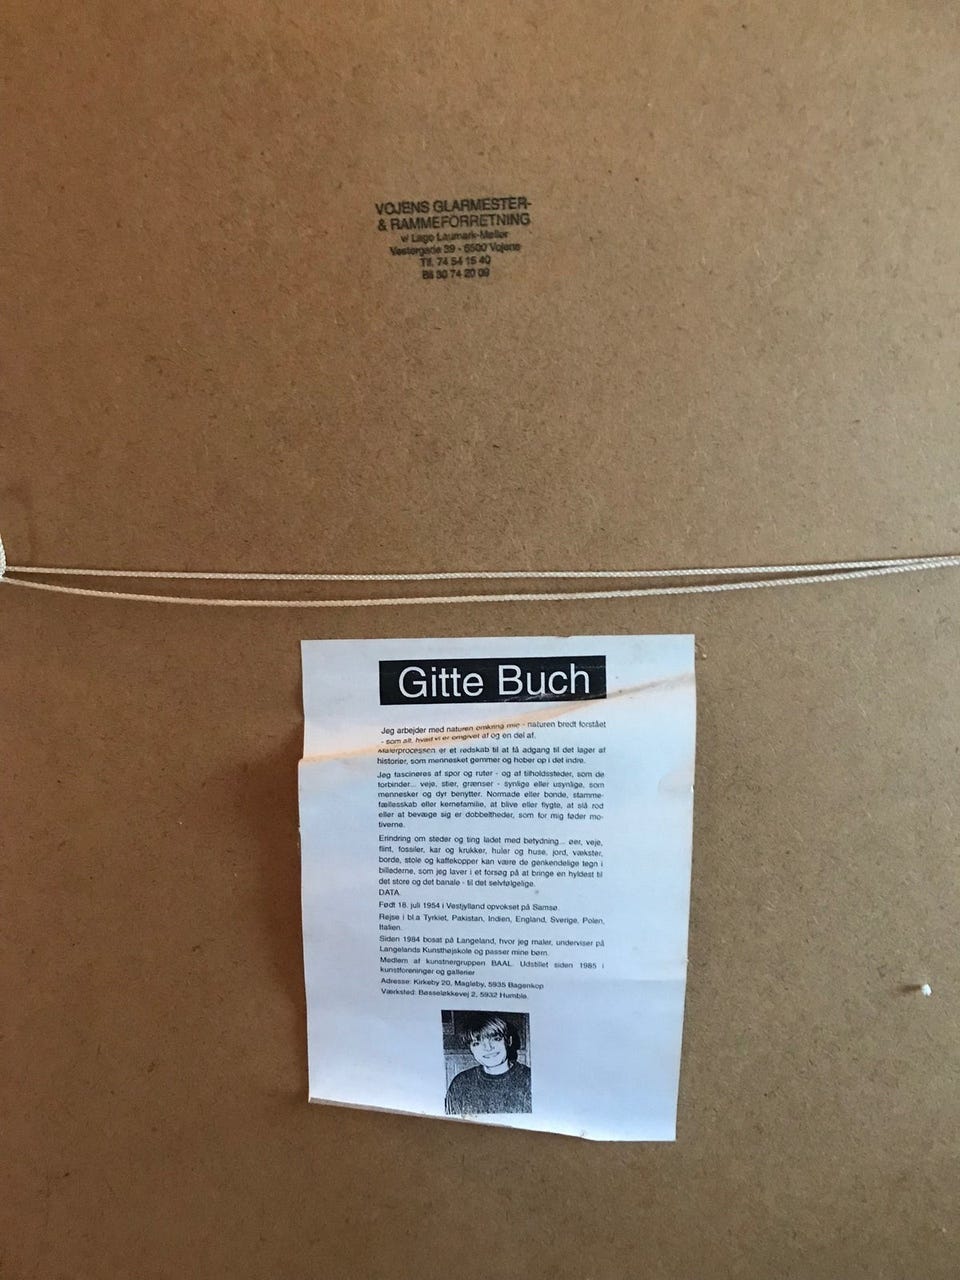 VOJENS GLARMESTER-
& RAMMEFORRETNING
v/ Lage Laumark-Møller
Vestergade 39 - 6500 Vojens
Tlf. 74 54 15 40
Bil 30 74 20 09
Gitte Buch
Jeg arbejder med naturen omkring mig - naturen bredt forstået
- som alt, hvad vi er omgivet af og en del af.
Malerprocessen er et redskab til at få adgang til det lager af
historier, som mennesket gemmer og hober op i det indre.
Jeg fascineres af spor og ruter - og af tilholdssteder, som de
forbinder... veje, stier, grænser - synlige eller usynlige, som
mennesker og dyr benytter. Normade eller bonde, stamme-
fællesskab eller kernefamilie, at blive eller flygte, at slå rod
eller at bevæge sig er dobbeltheder, som for mig føder mo-
tiverne.
Erindring om steder og ting ladet med betydning... øer, veje,
flint, fossiler, kar og krukker, huler og huse, jord, vækster,
borde, stole og kaffekopper kan være de genkendelige tegn i
billederne, som jeg laver i et forsøg på at bringe en hyldest til
det store og det banale - til det selvfølgelige.
DATA.
Født 18. juli 1954 i Vestjylland opvokset på Samsø.
Rejse i bl.a Tyrkiet, Pakistan, Indien, England, Sverige, Polen,
Italien.
Siden 1984 bosat på Langeland, hvor jeg maler, underviser på
Langelands Kunsthøjskole og passer mine børn.
Medlem af kunstnergruppen BAAL. Udstillet siden 1985 i
kunstforeninger og gallerier
Adresse: Kirkeby 20, Magleby, 5935 Bagenkop
Værksted: Bøsseløkkevej 2, 5932 Humble.